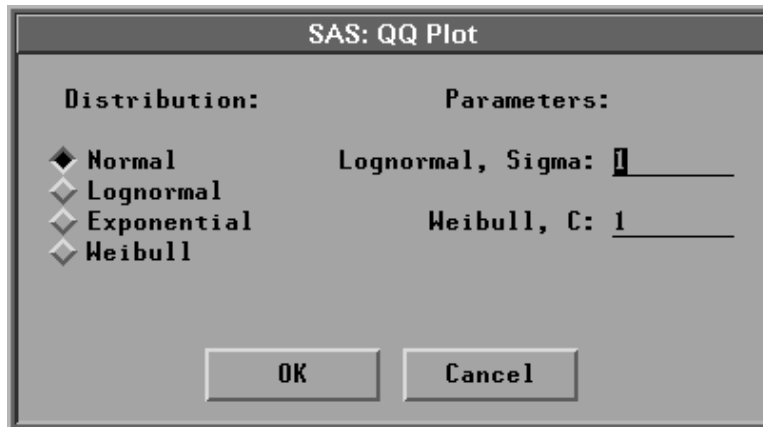 SAS: QQ Plot
Distribution: Parameters:
Normal Lognormal, Sigma: 1
Lognormal
Exponential Weibull, C: 1
Weibull
OK Cancel